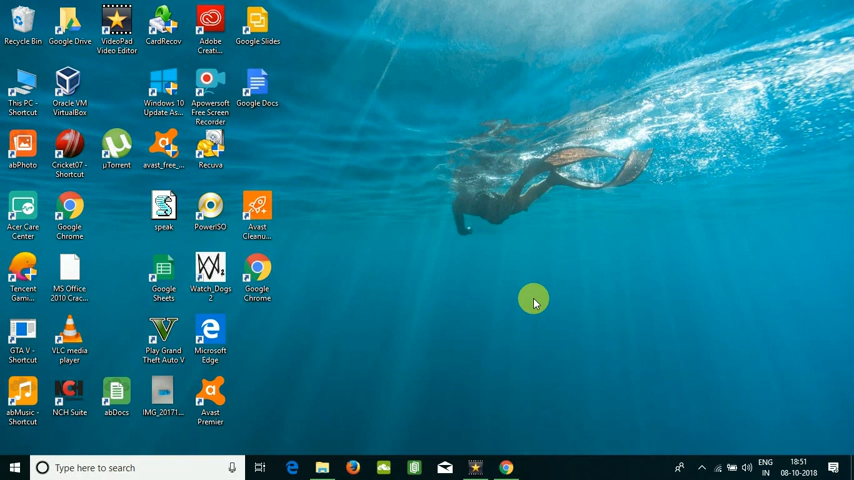 Recycle Bin
Google Drive
VideoPad
Video Editor
CardRecov
Adobe
Creati...
Google Slides
This PC -
Shortcut
Oracle VM
VirtualBox
Windows 10
Update As...
Apowersoft
Free Screen
Recorder
Google Docs
abPhoto
Cricket07 -
Shortcut
µTorrent
avast_free_...
Recuva
Acer Care
Center
Google
Chrome
speak
PowerISO
Avast
Cleanu...
Tencent
Gami...
MS Office
2010 Crac...
Google
Sheets
Watch_Dogs
2
Google
Chrome
GTA V -
Shortcut
VLC media
player
Play Grand
Theft Auto V
Microsoft
Edge
abMusic -
Shortcut
NCH Suite
abDocs
IMG_20171...
Avast
Premier
Type here to search
ENG
IN
18:51
08-10-2018